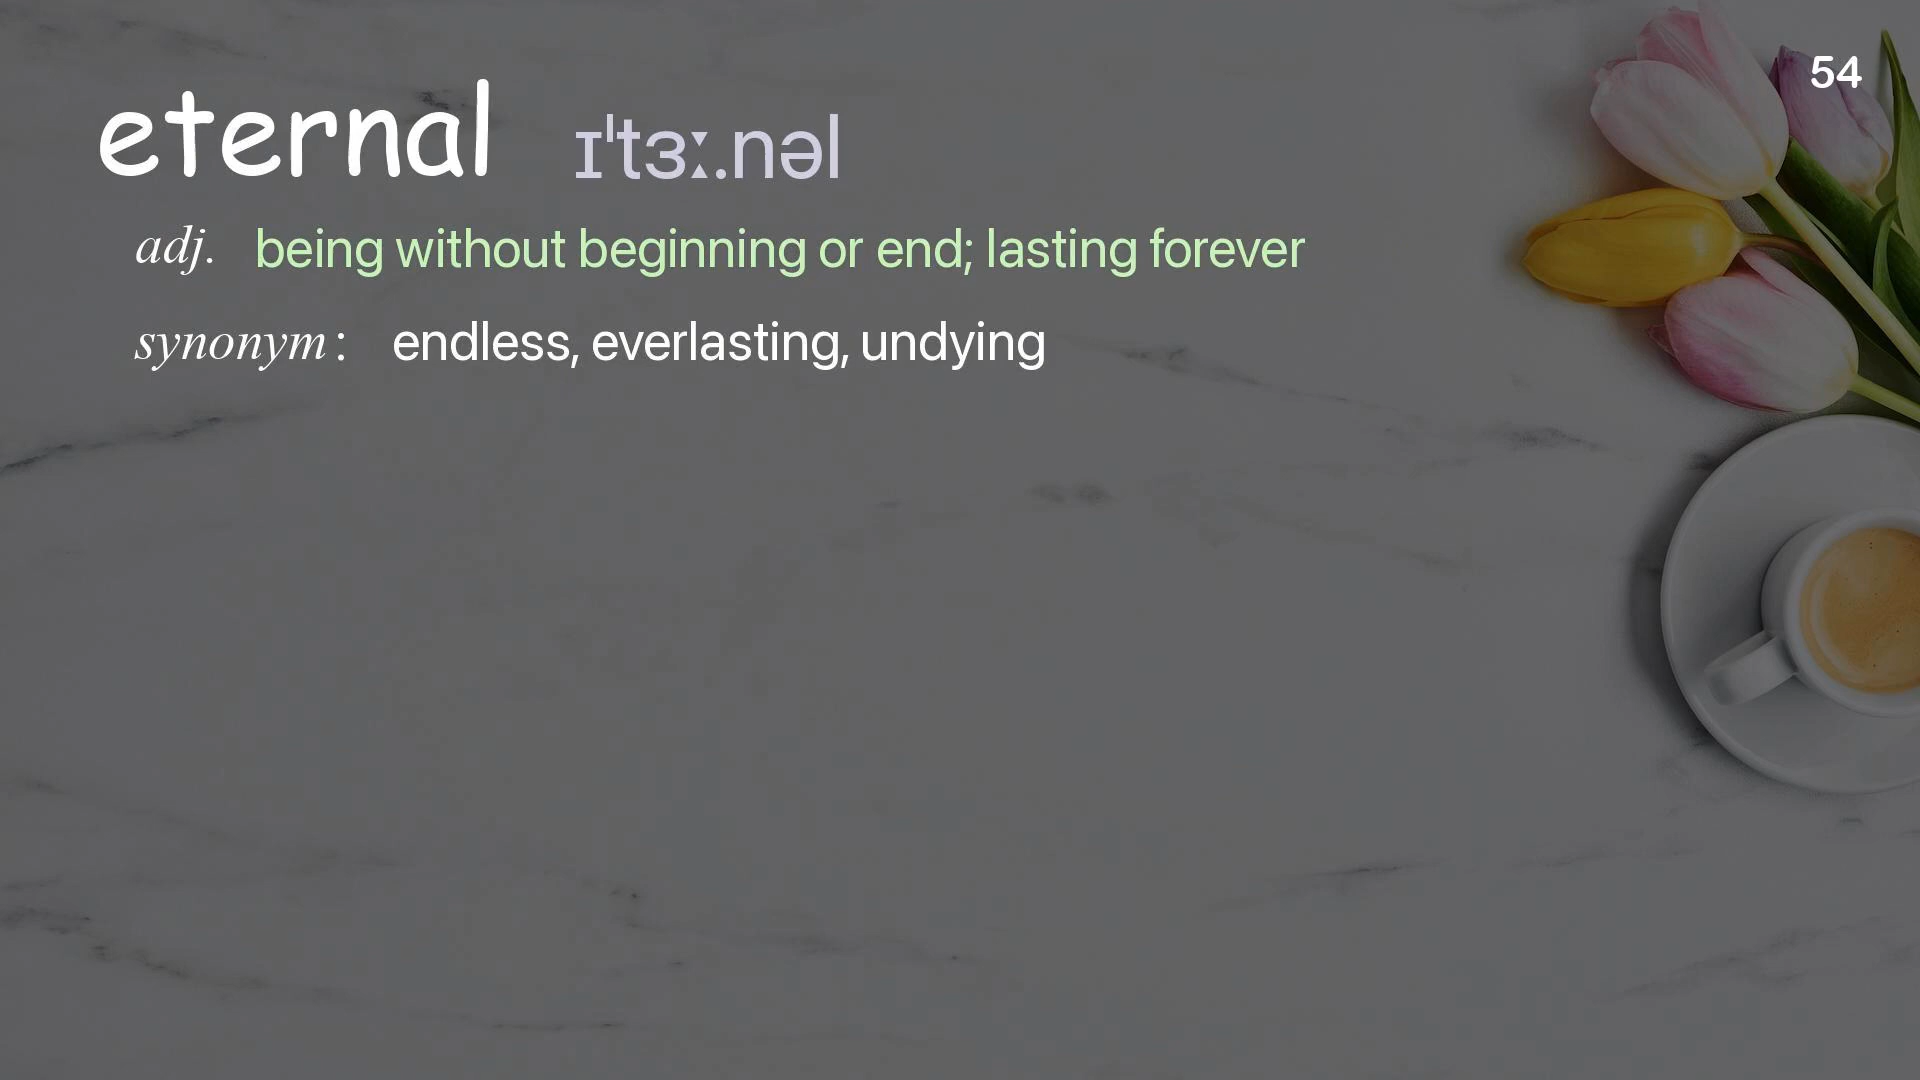 54
eternal ɪˈtɜː.nəl
adj. being without beginning or end; lasting forever
synonym : endless, everlasting, undying